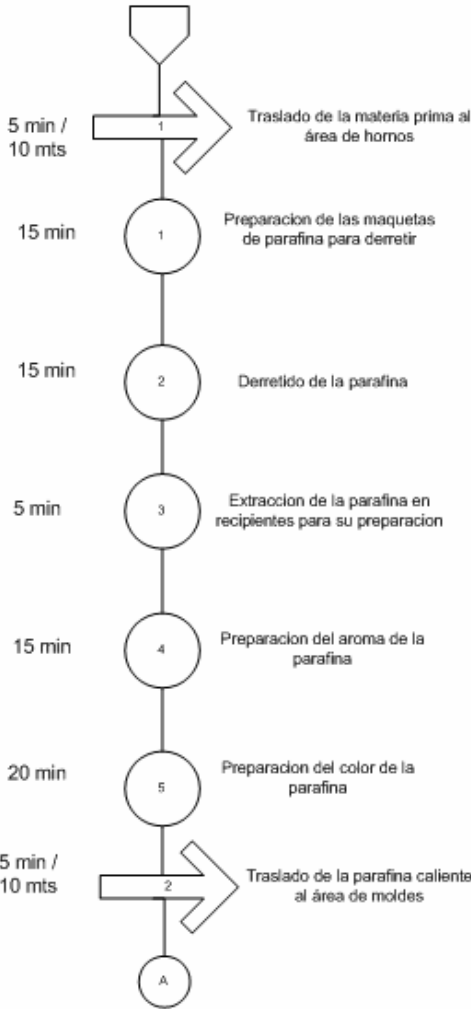 5 min /
10 mts
1
Traslado de la materia prima al
área de hornos
15 min
1
Preparacion de las maquetas
de parafina para derretir
15 min
2
Derretido de la parafina
5 min
3
Extraccion de la parafina en
recipientes para su preparacion
15 min
4
Preparacion del aroma de la
parafina
20 min
5
Preparacion del color de la
parafina
5 min /
10 mts
2
Traslado de la parafina caliente
al área de moldes
A